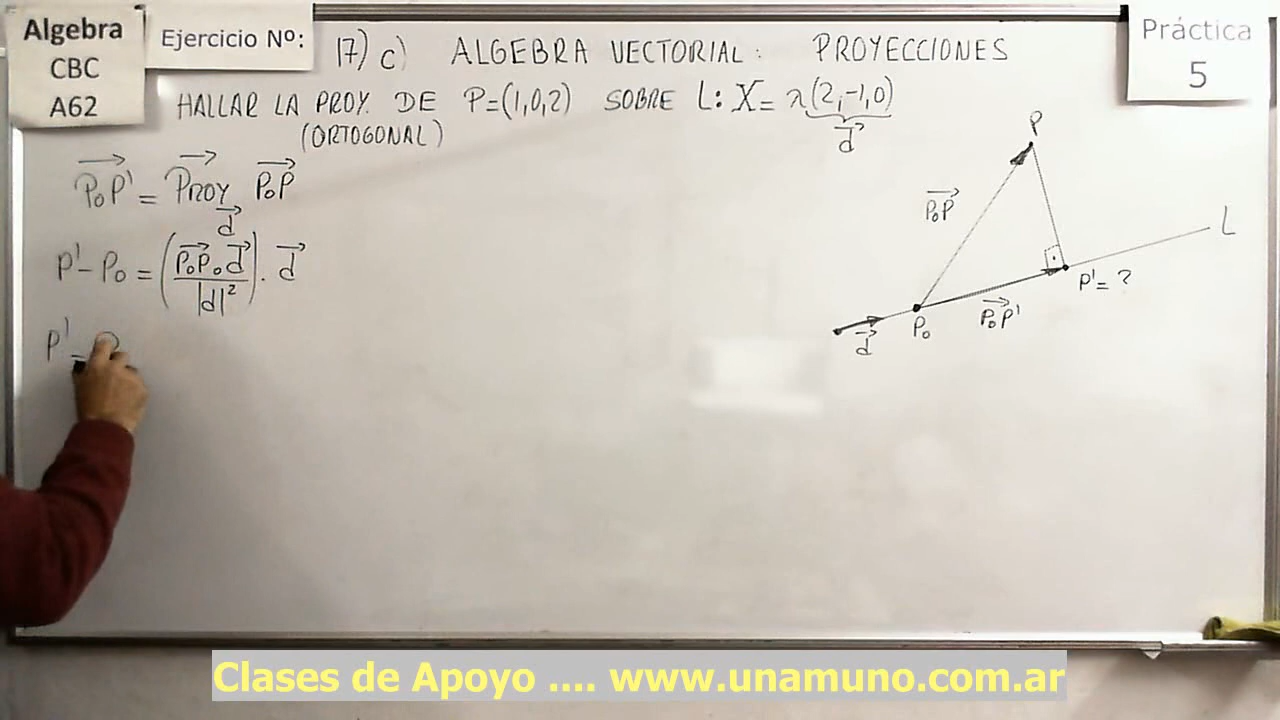 Algebra
CBC
A62
Ejercicio Nº:
17) c) ALGEBRA VECTORIAL: PROYECCIONES
Práctica
5
HALLAR LA PROY. DE P=(1,0,2) SOBRE L: X= λ(2,-1,0)
(ORTOGONAL)
d⃗
P₀P'⃗ = Proy⃗ P₀P⃗
d⃗
P' - P₀ = (P₀P⃗ . d⃗ / |d|²) . d⃗
P' =
P
P₀P⃗
L
P' = ?
P₀P'⃗
P₀
d⃗
Clases de Apoyo .... www.unamuno.com.ar